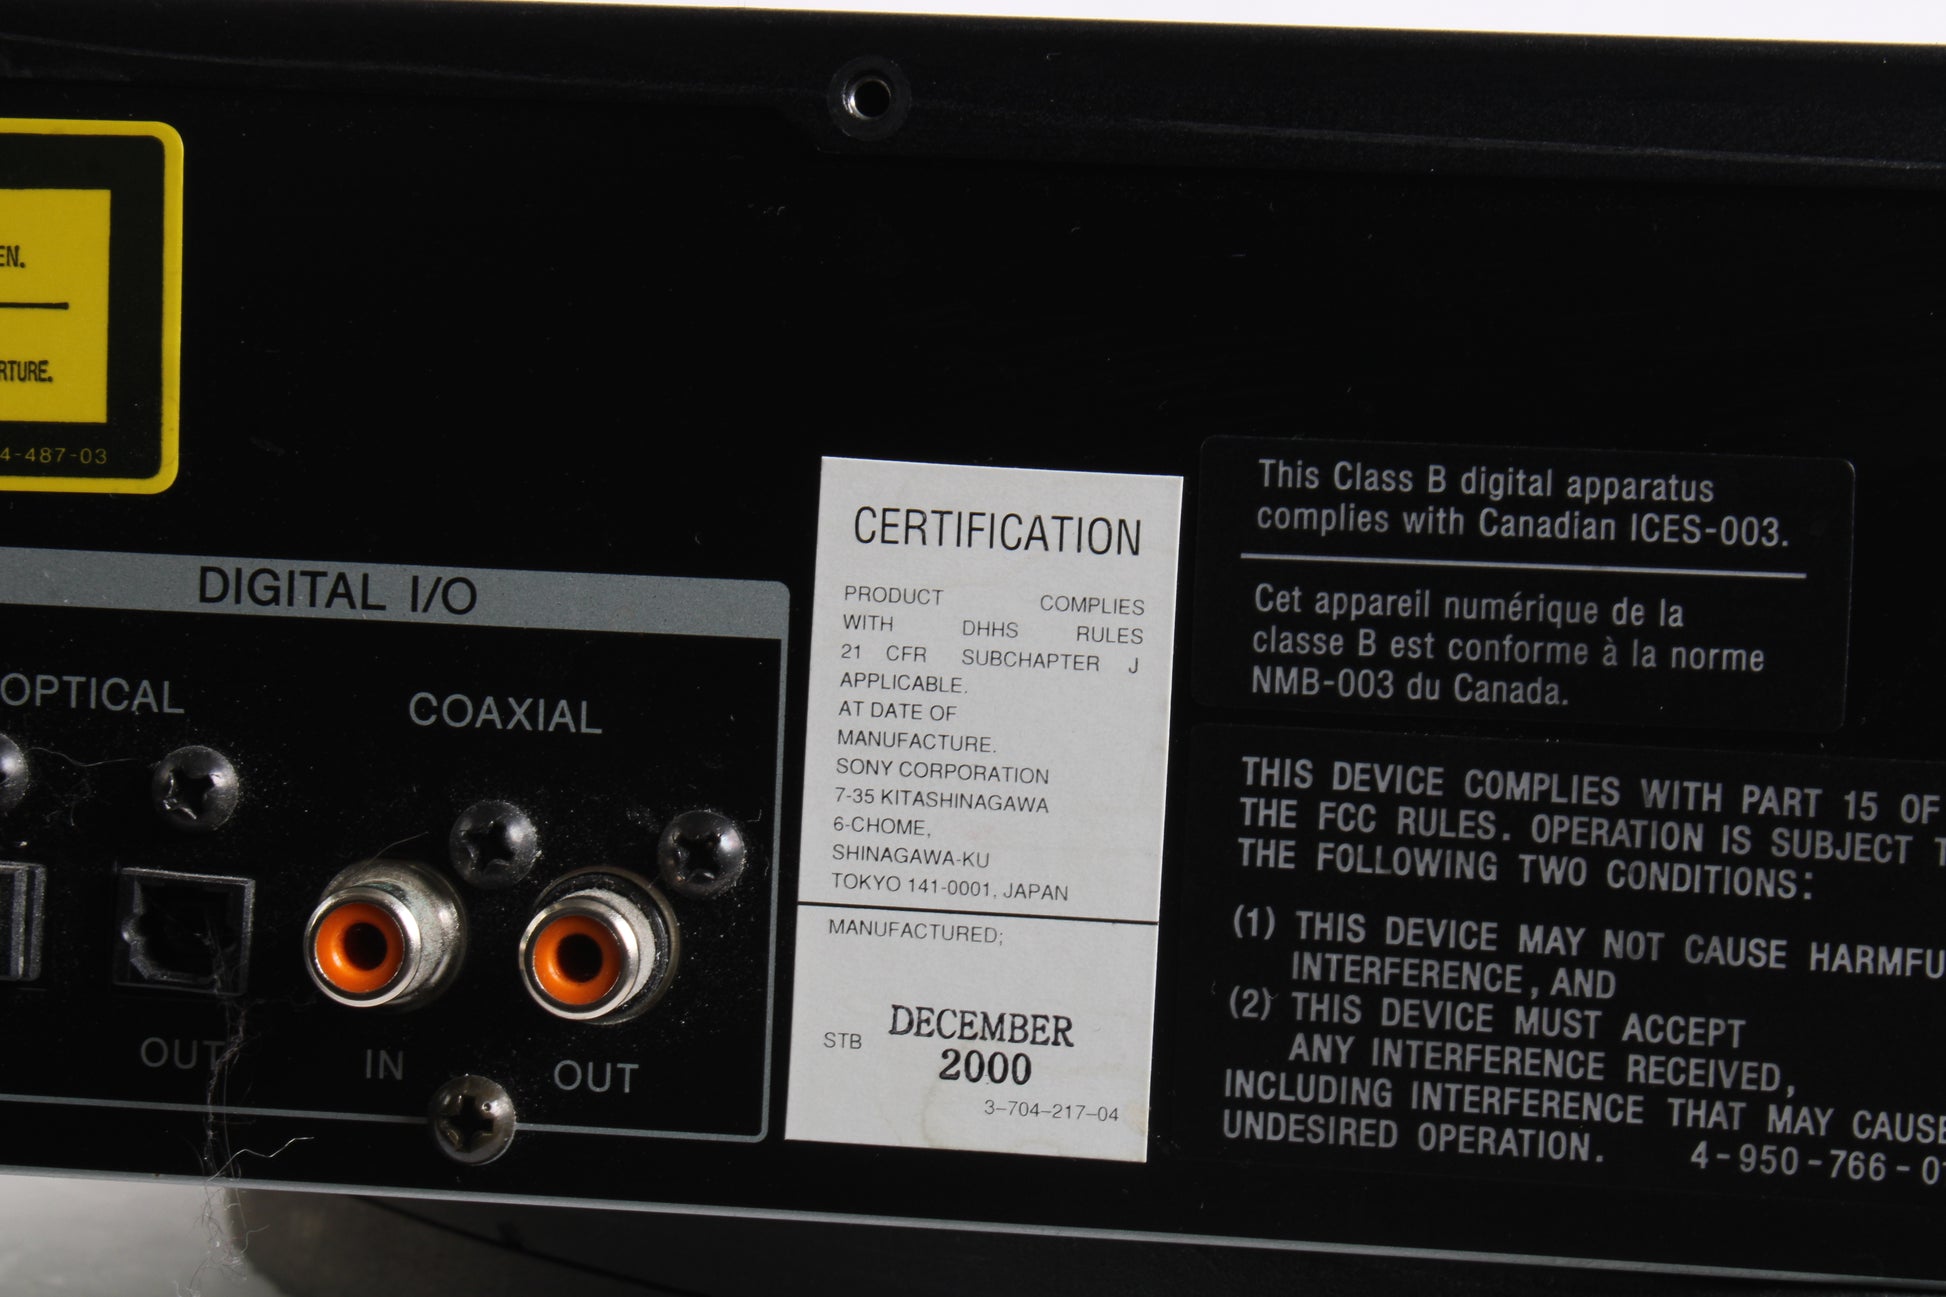 EN.
RTURE.
4-487-03
DIGITAL I/O
OPTICAL
COAXIAL
OUT
IN
OUT
CERTIFICATION
PRODUCT COMPLIES
WITH DHHS RULES
21 CFR SUBCHAPTER J
APPLICABLE.
AT DATE OF
MANUFACTURE.
SONY CORPORATION
7-35 KITASHINAGAWA
6-CHOME,
SHINAGAWA-KU
TOKYO 141-0001, JAPAN
MANUFACTURED;
STB DECEMBER
2000
3-704-217-04
This Class B digital apparatus
complies with Canadian ICES-003.
Cet appareil numérique de la
classe B est conforme à la norme
NMB-003 du Canada.
THIS DEVICE COMPLIES WITH PART 15 OF
THE FCC RULES. OPERATION IS SUBJECT T
THE FOLLOWING TWO CONDITIONS:
(1) THIS DEVICE MAY NOT CAUSE HARMFU
INTERFERENCE, AND
(2) THIS DEVICE MUST ACCEPT
ANY INTERFERENCE RECEIVED,
INCLUDING INTERFERENCE THAT MAY CAUSE
UNDESIRED OPERATION. 4-950-766-01